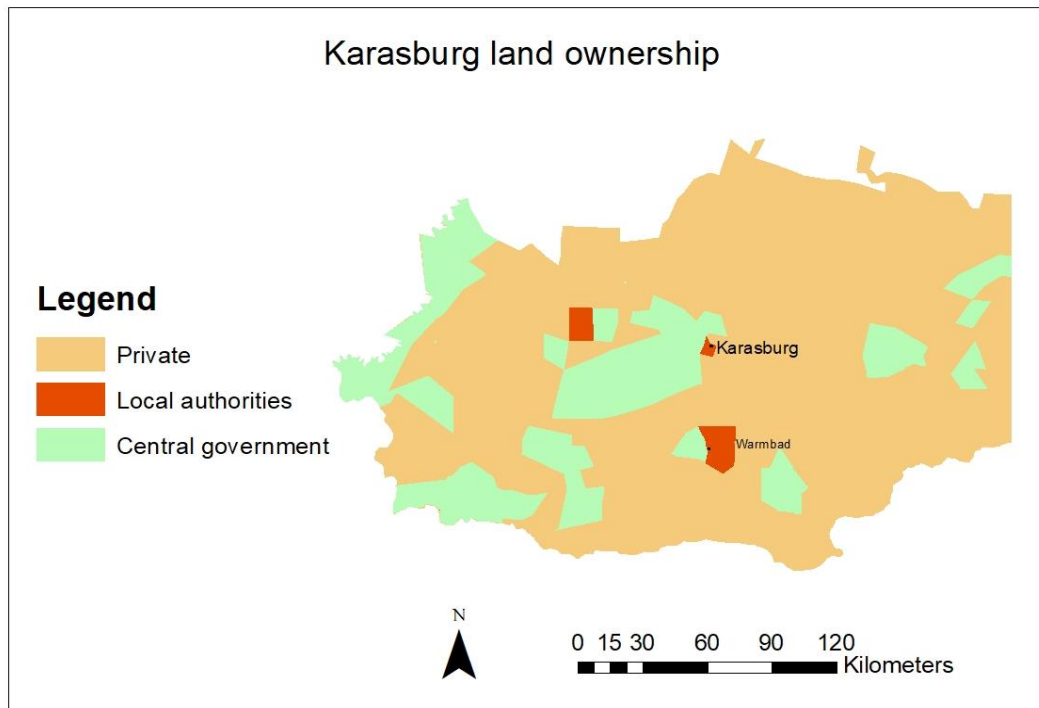 Karasburg land ownership
Legend
Private
Local authorities
Central government
Karasburg
Warmbad
N
0 15 30 60 90 120
Kilometers